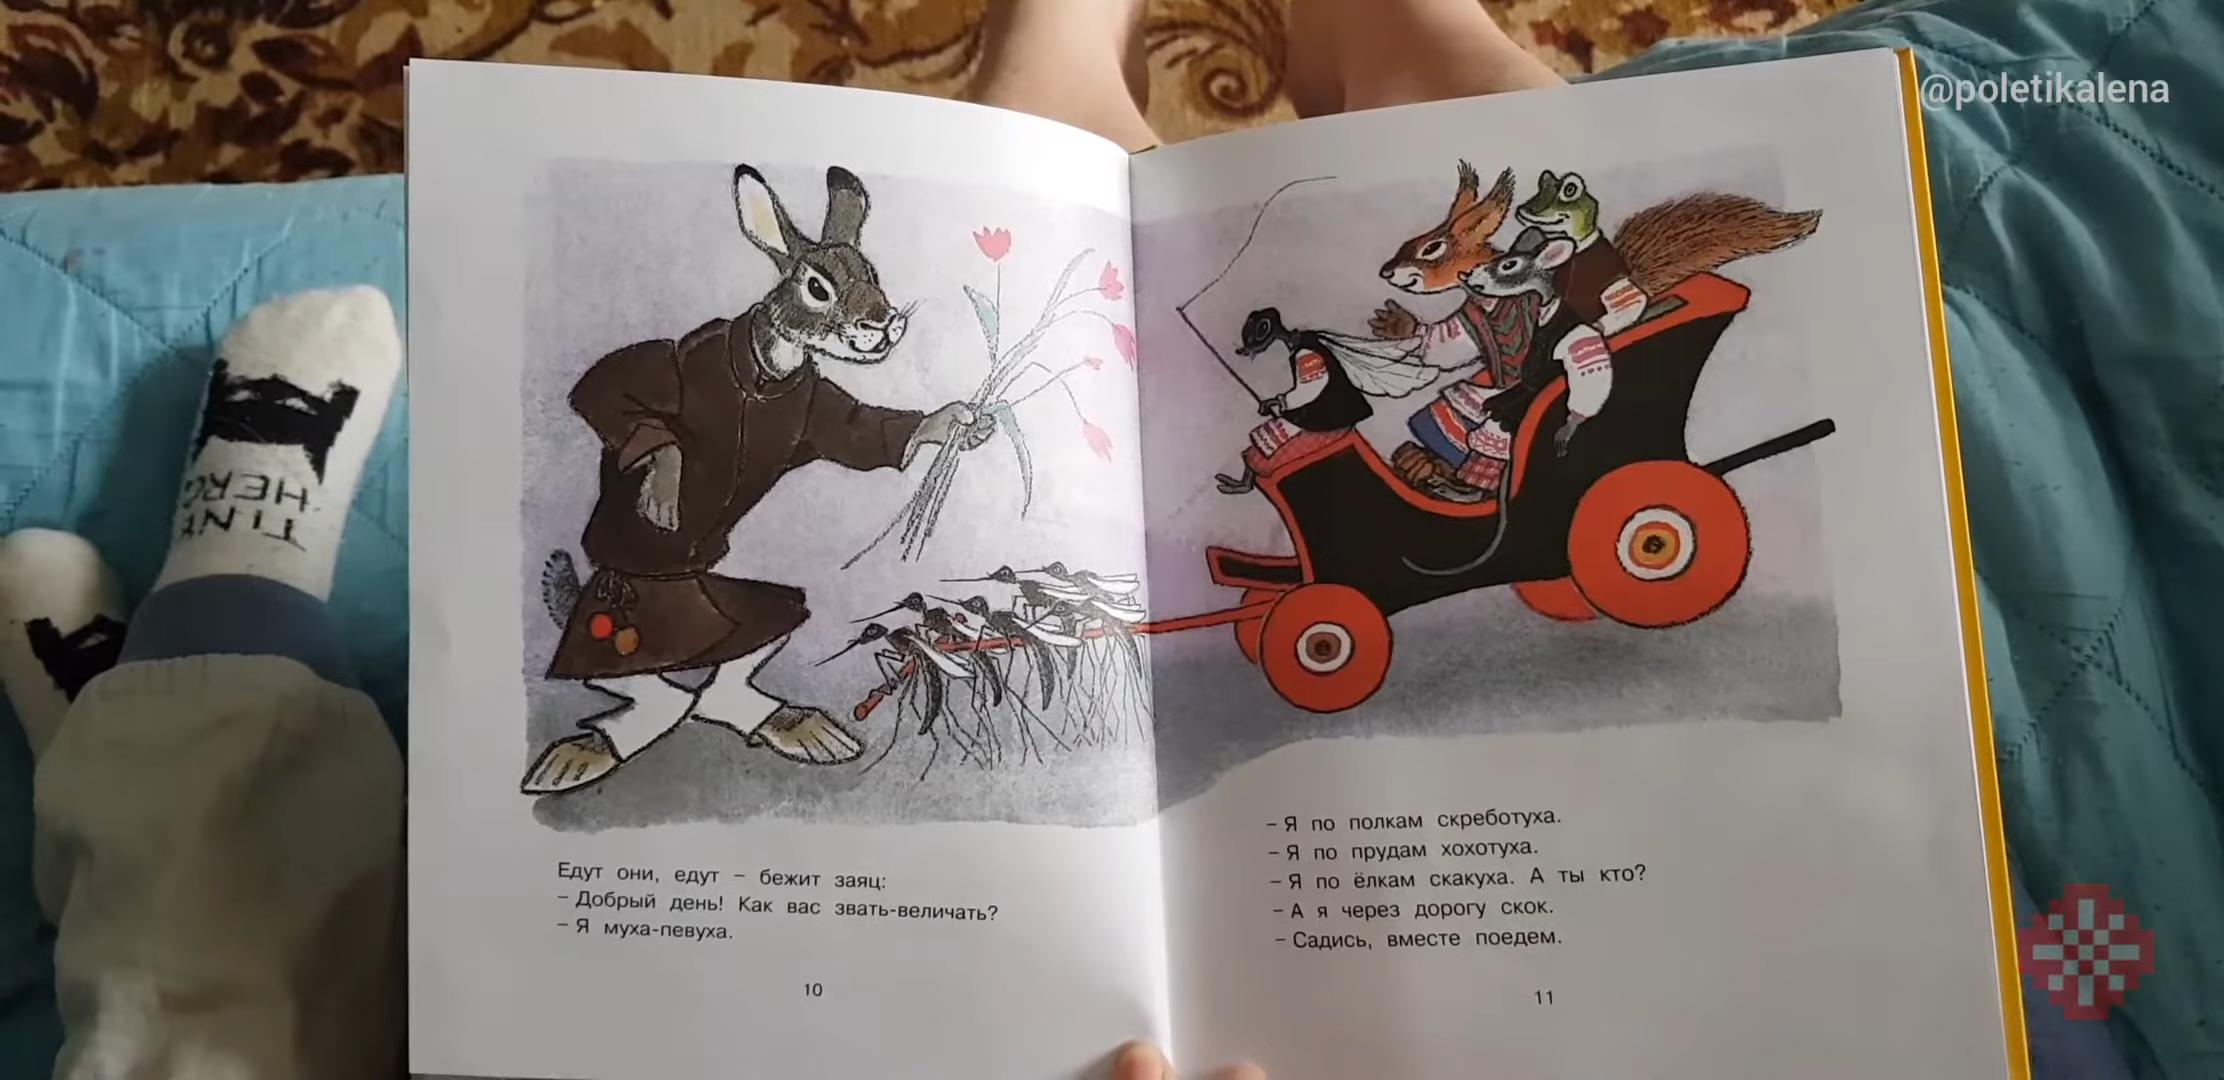 @poletikalena
TINY
HERO
Едут они, едут – бежит заяц:
– Добрый день! Как вас звать-величать?
– Я муха-певуха.
10
– Я по полкам скреботуха.
– Я по прудам хохотуха.
– Я по ёлкам скакуха. А ты кто?
– А я через дорогу скок.
– Садись, вместе поедем.
11